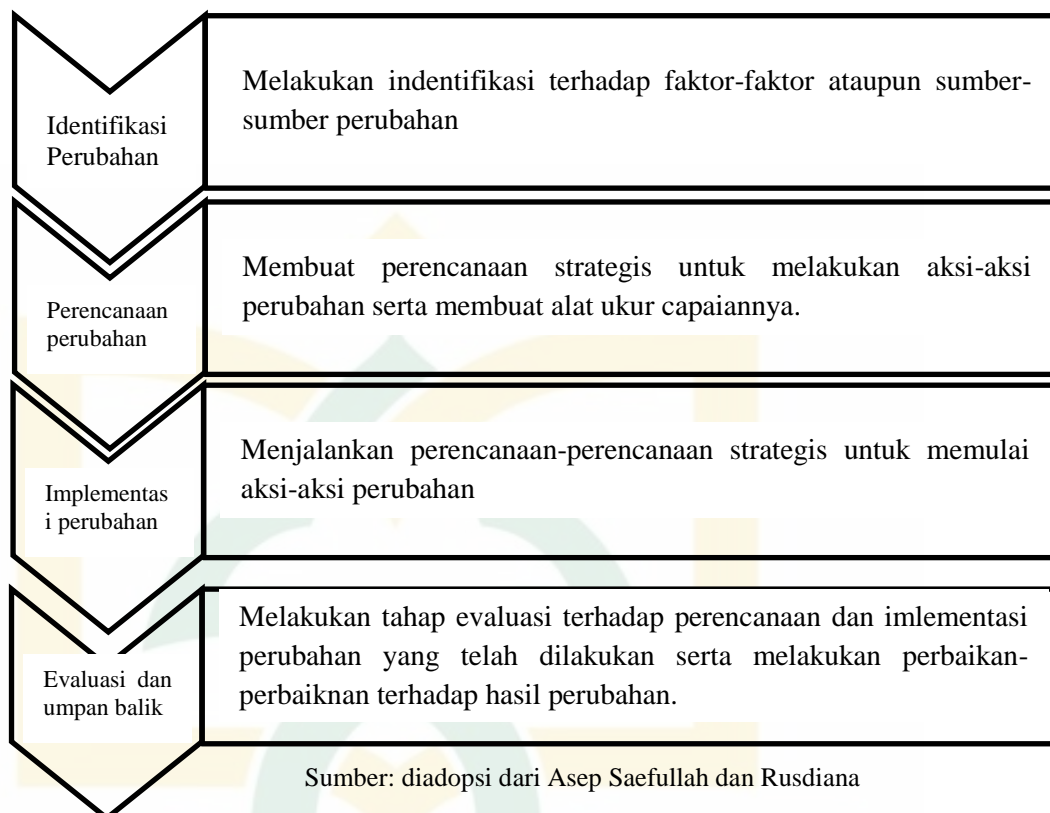 Identifikasi
Perubahan
Melakukan indentifikasi terhadap faktor-faktor ataupun sumber-
sumber perubahan
Perencanaan
perubahan
Membuat perencanaan strategis untuk melakukan aksi-aksi
perubahan serta membuat alat ukur capaiannya.
Implementas
i perubahan
Menjalankan perencanaan-perencanaan strategis untuk memulai
aksi-aksi perubahan
Evaluasi dan
umpan balik
Melakukan tahap evaluasi terhadap perencanaan dan imlementasi
perubahan yang telah dilakukan serta melakukan perbaikan-
perbaiknan terhadap hasil perubahan.
Sumber: diadopsi dari Asep Saefullah dan Rusdiana